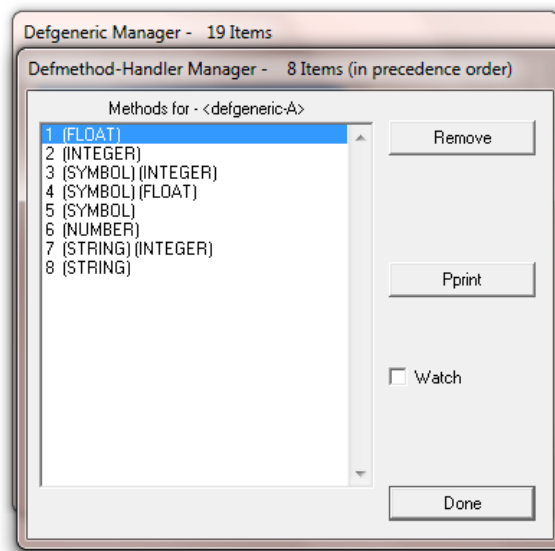 Defgeneric Manager - 19 Items
Defmethod-Handler Manager - 8 Items (in precedence order)
Methods for - <defgeneric-A>
1 (FLOAT)
2 (INTEGER)
3 (SYMBOL) (INTEGER)
4 (SYMBOL) (FLOAT)
5 (SYMBOL)
6 (NUMBER)
7 (STRING) (INTEGER)
8 (STRING)
Remove
Pprint
Watch
Done